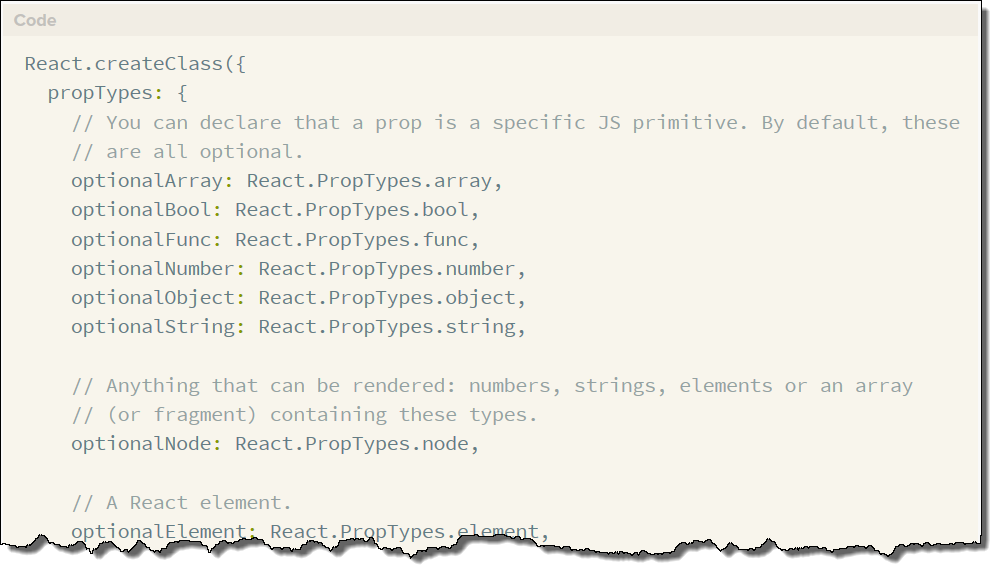 Code
React.createClass({
  propTypes: {
    // You can declare that a prop is a specific JS primitive. By default, these
    // are all optional.
    optionalArray: React.PropTypes.array,
    optionalBool: React.PropTypes.bool,
    optionalFunc: React.PropTypes.func,
    optionalNumber: React.PropTypes.number,
    optionalObject: React.PropTypes.object,
    optionalString: React.PropTypes.string,

    // Anything that can be rendered: numbers, strings, elements or an array
    // (or fragment) containing these types.
    optionalNode: React.PropTypes.node,

    // A React element.
    optionalElement: React.PropTypes.element,